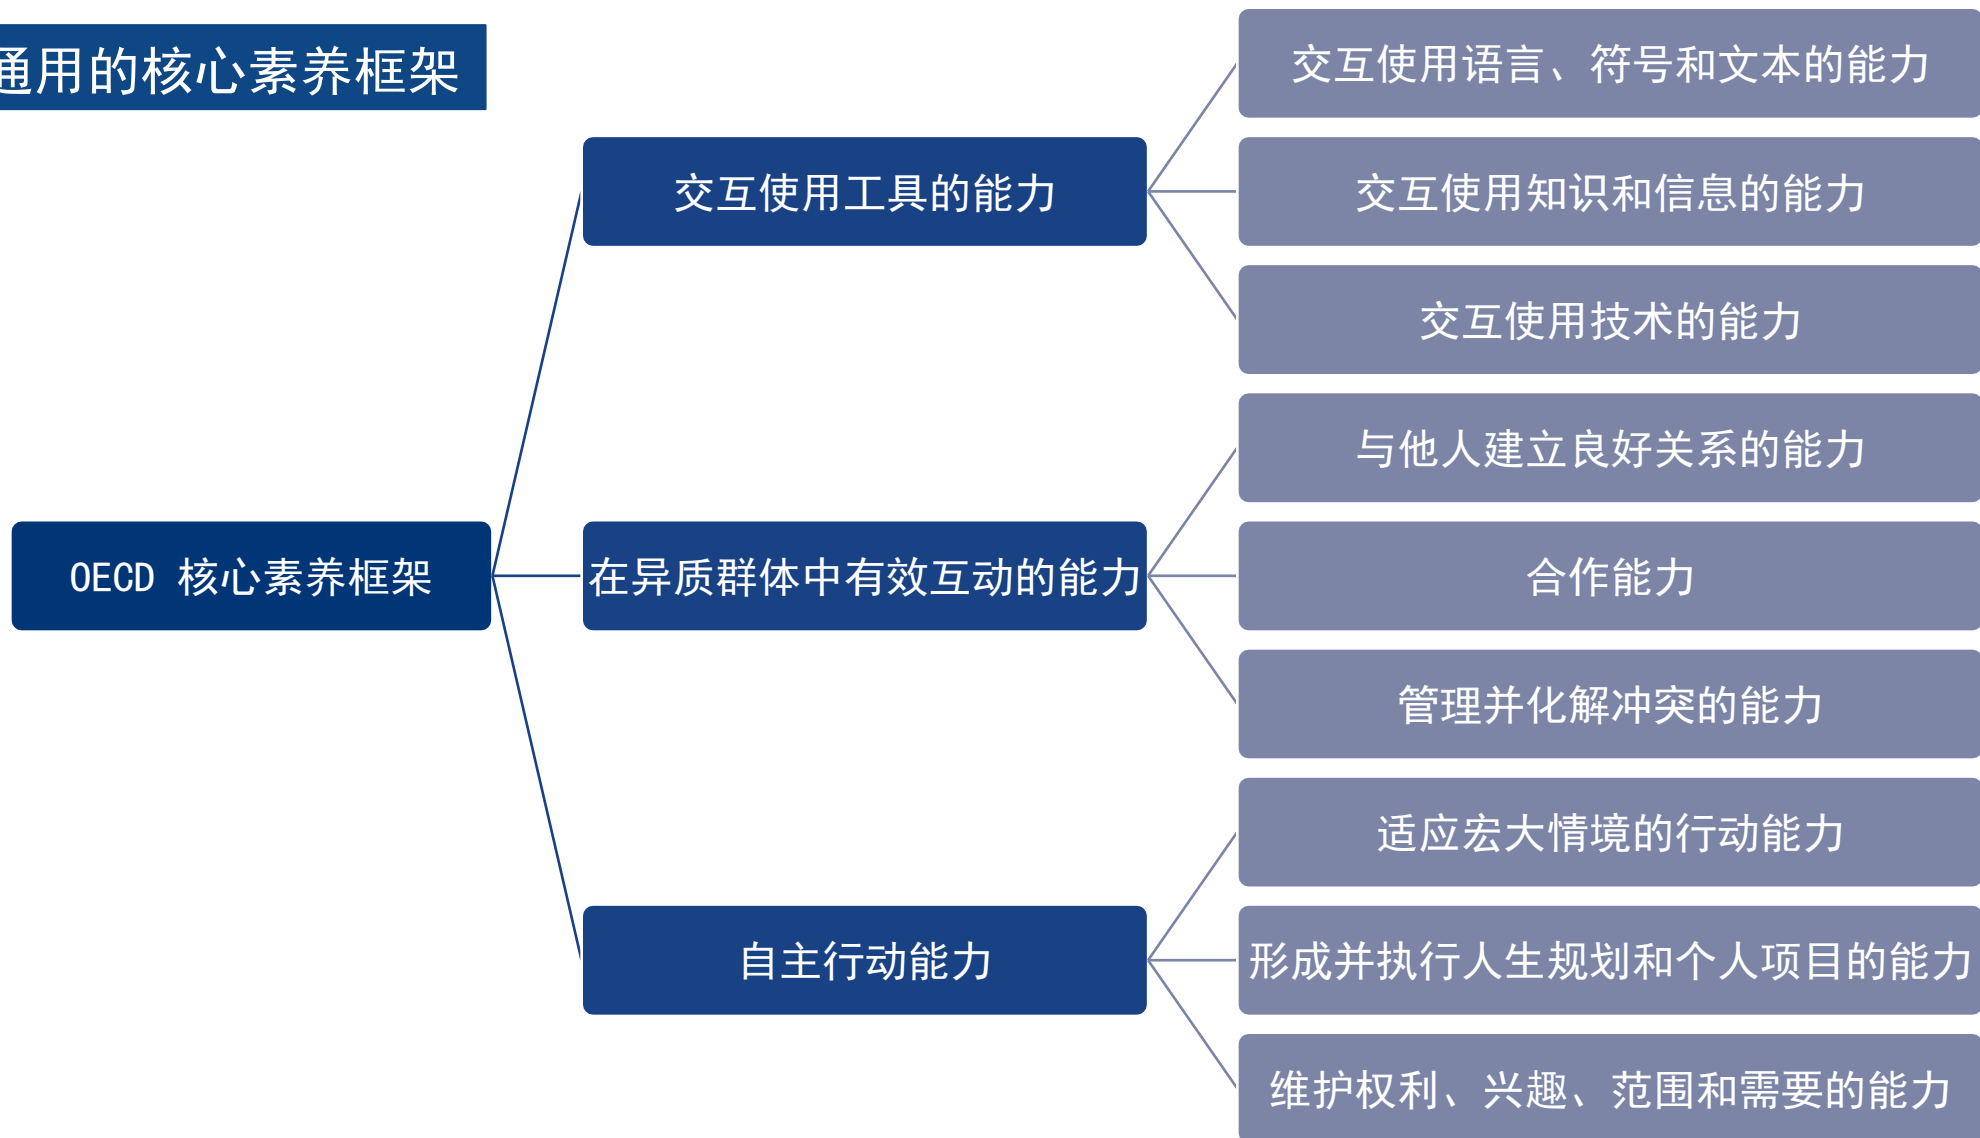 通用的核心素养框架
OECD 核心素养框架
交互使用工具的能力
交互使用语言、符号和文本的能力
交互使用知识和信息的能力
交互使用技术的能力
在异质群体中有效互动的能力
与他人建立良好关系的能力
合作能力
管理并化解冲突的能力
自主行动能力
适应宏大情境的行动能力
形成并执行人生规划和个人项目的能力
维护权利、兴趣、范围和需要的能力